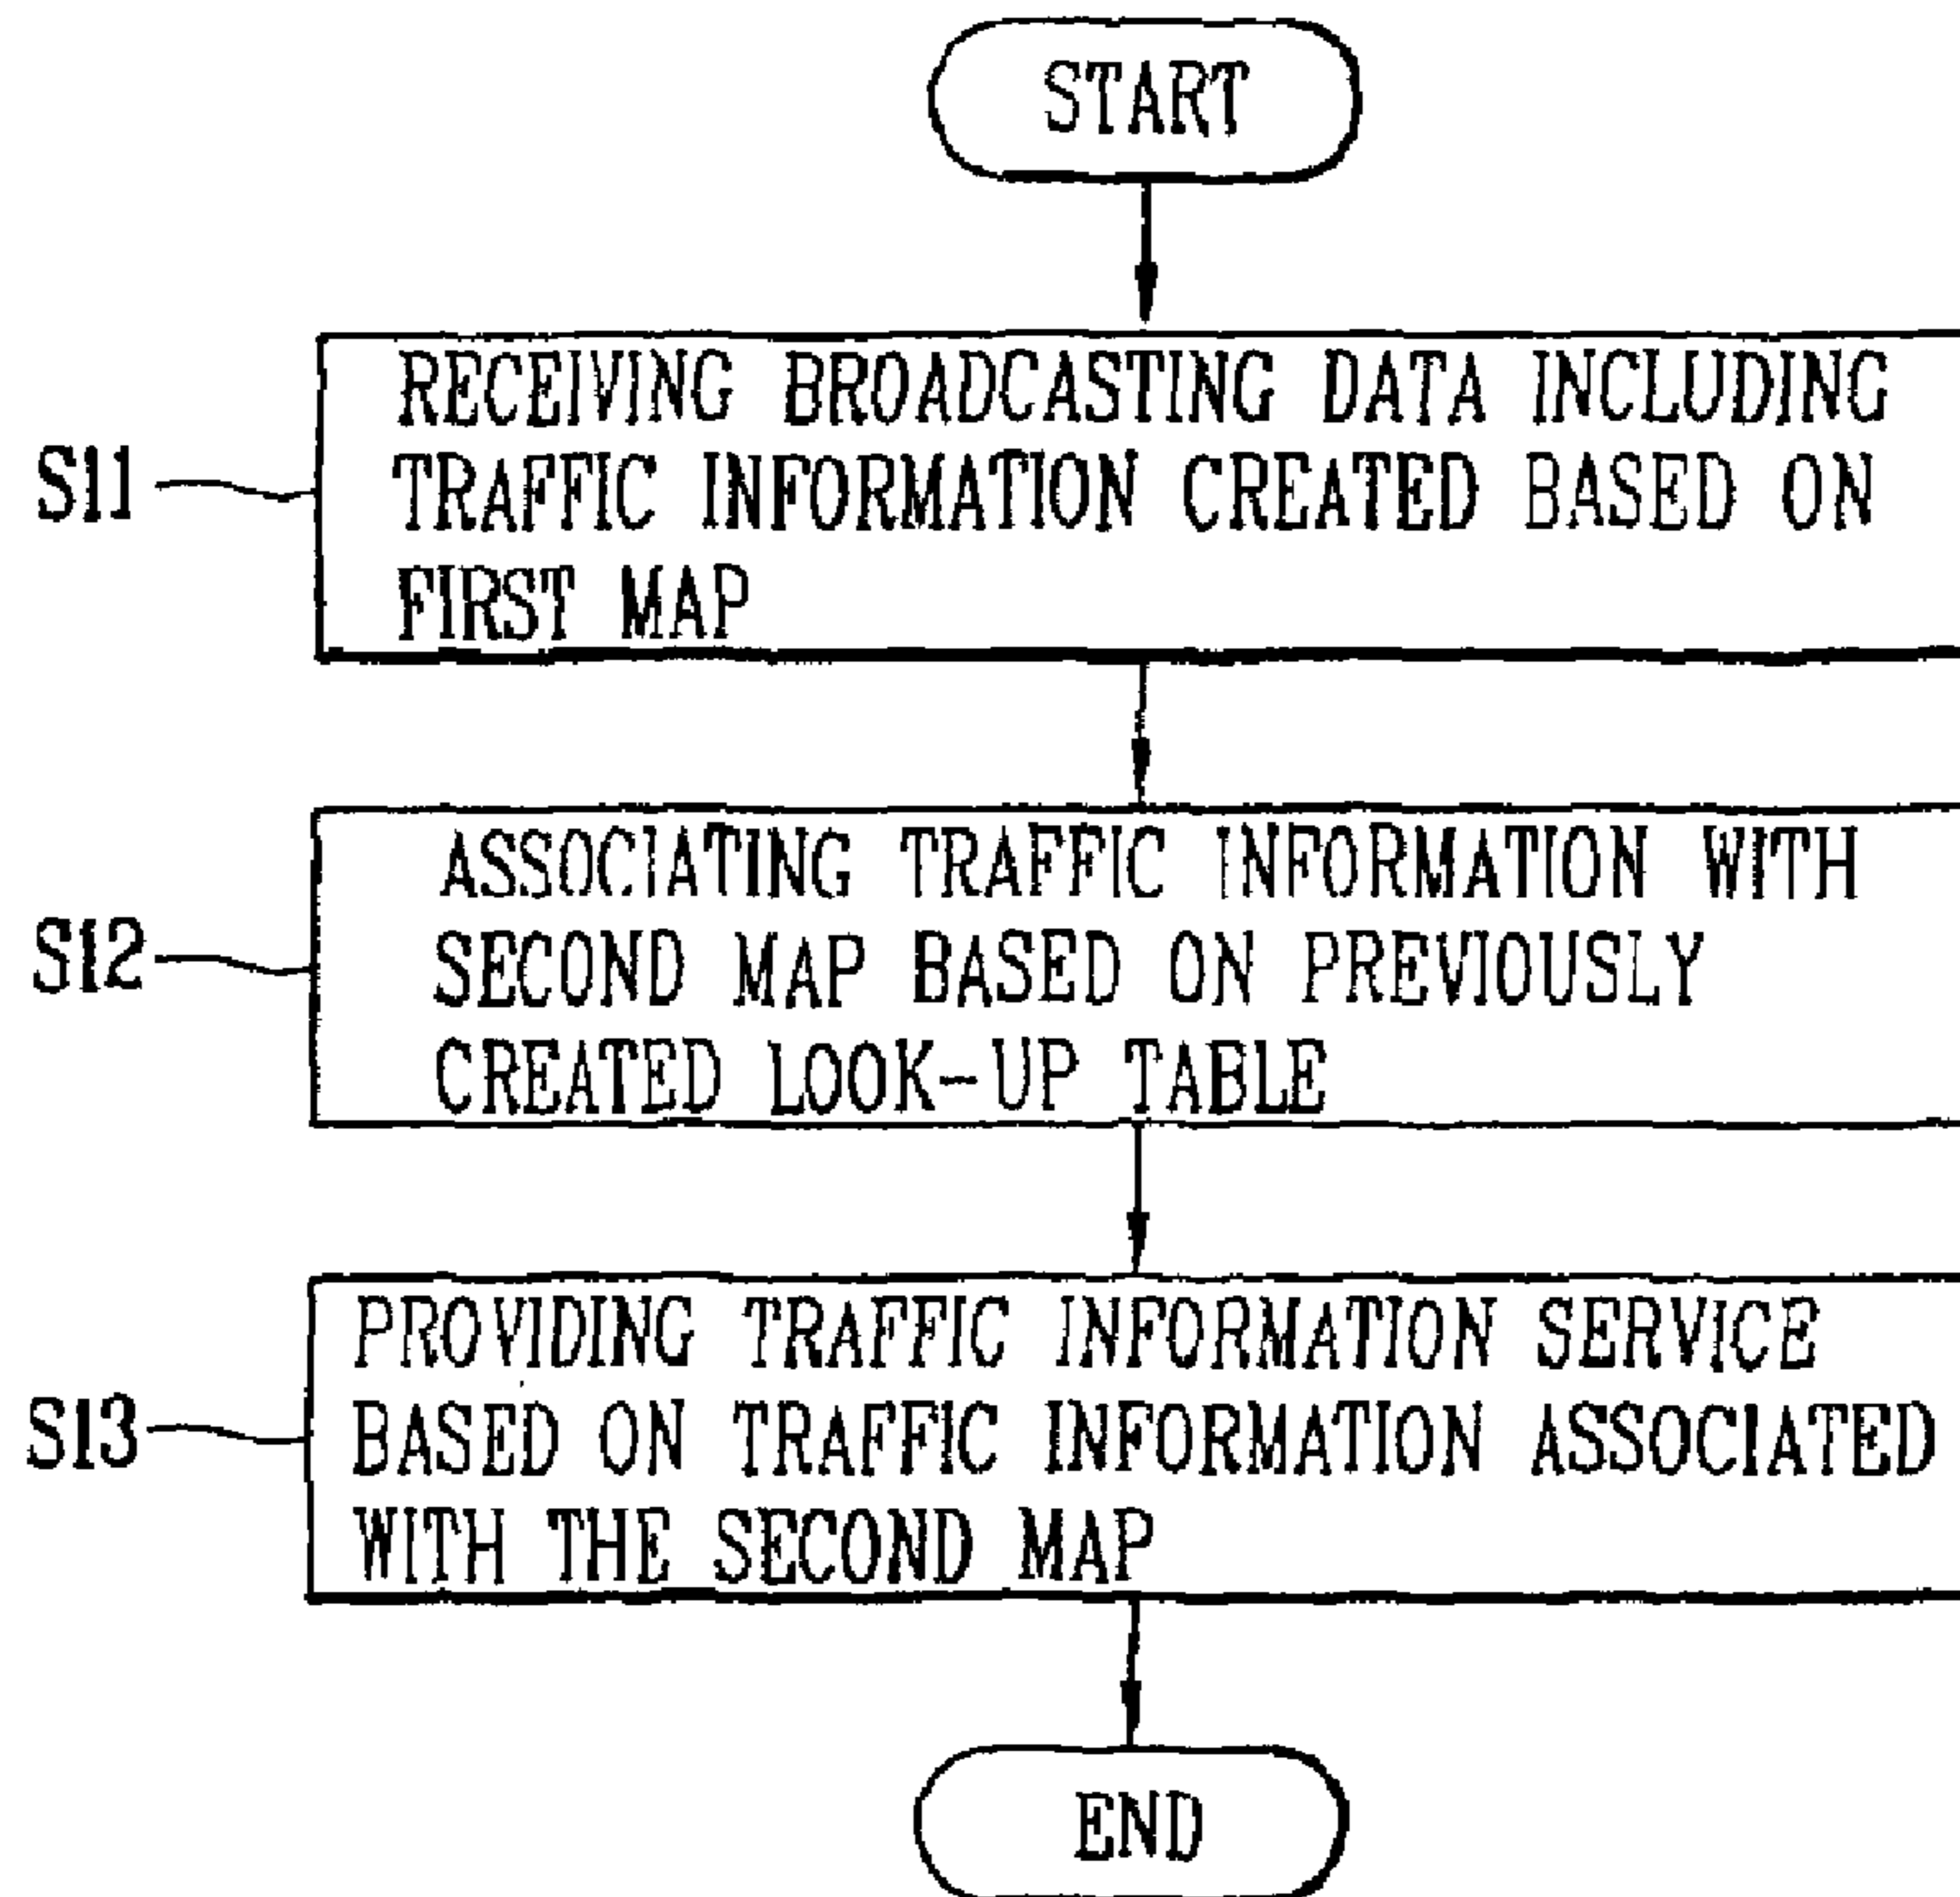 START
S11
RECEIVING BROADCASTING DATA INCLUDING
TRAFFIC INFORMATION CREATED BASED ON
FIRST MAP
S12
ASSOCIATING TRAFFIC INFORMATION WITH
SECOND MAP BASED ON PREVIOUSLY
CREATED LOOK-UP TABLE
S13
PROVIDING TRAFFIC INFORMATION SERVICE
BASED ON TRAFFIC INFORMATION ASSOCIATED
WITH THE SECOND MAP
END